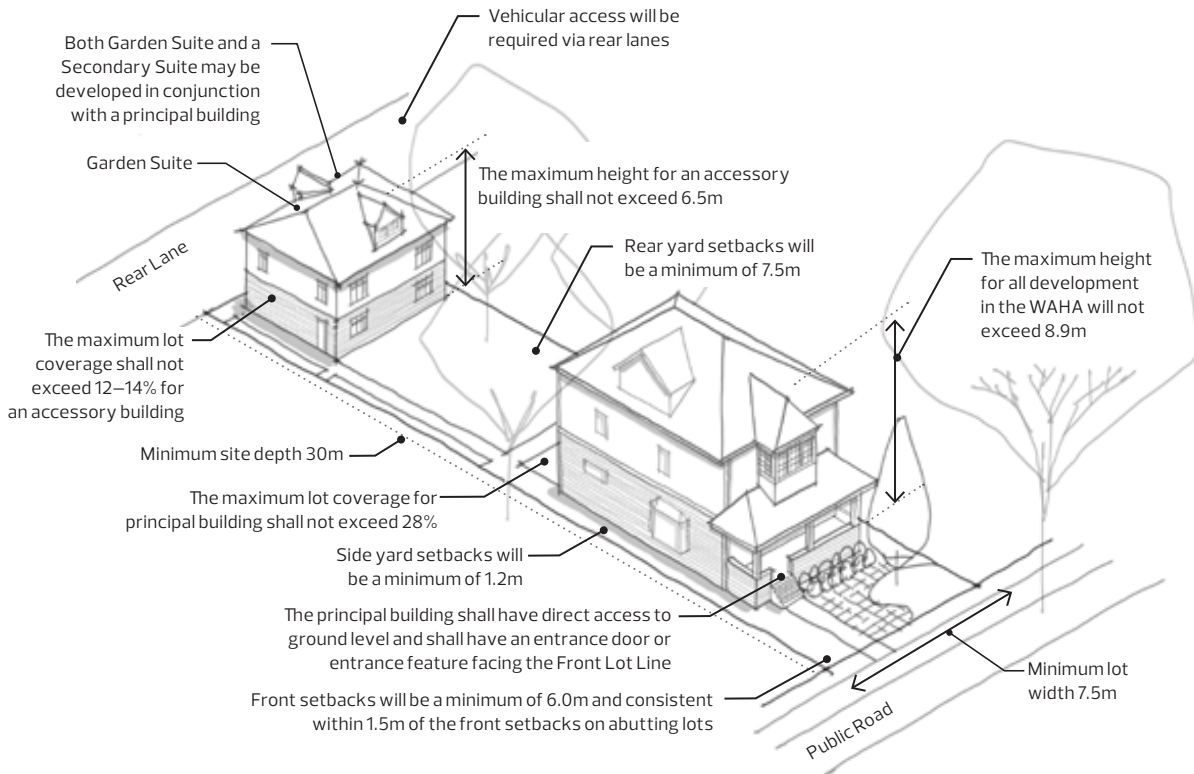 Vehicular access will be
required via rear lanes
Both Garden Suite and a
Secondary Suite may be
developed in conjunction
with a principal building
Garden Suite
The maximum height for an accessory
building shall not exceed 6.5m
Rear yard setbacks will
be a minimum of 7.5m
The maximum height
for all development
in the WAHA will not
exceed 8.9m
Rear Lane
The maximum lot
coverage shall not
exceed 12–14% for
an accessory building
Minimum site depth 30m
The maximum lot coverage for
principal building shall not exceed 28%
Side yard setbacks will
be a minimum of 1.2m
The principal building shall have direct access to
ground level and shall have an entrance door or
entrance feature facing the Front Lot Line
Front setbacks will be a minimum of 6.0m and consistent
within 1.5m of the front setbacks on abutting lots
Minimum lot
width 7.5m
Public Road